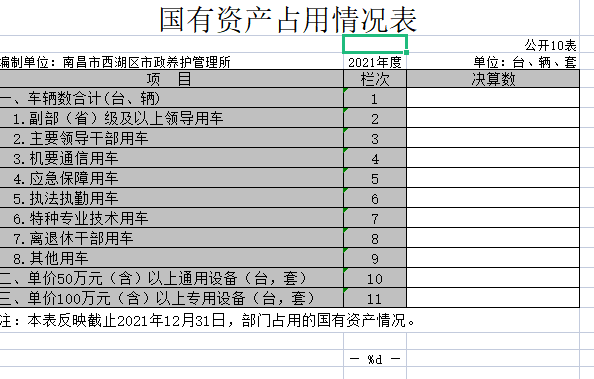 国有资产占用情况表
公开10表
编制单位：南昌市西湖区市政养护管理所 2021年度 单位：台、辆、套
项 目 栏次 决算数
一、车辆数合计(台、辆) 1
1.副部（省）级及以上领导用车 2
2.主要领导干部用车 3
3.机要通信用车 4
4.应急保障用车 5
5.执法执勤用车 6
6.特种专业技术用车 7
7.离退休干部用车 8
8.其他用车 9
二、单价50万元（含）以上通用设备（台，套） 10
三、单价100万元（含）以上专用设备（台，套） 11
注：本表反映截止2021年12月31日，部门占用的国有资产情况。
— %d —